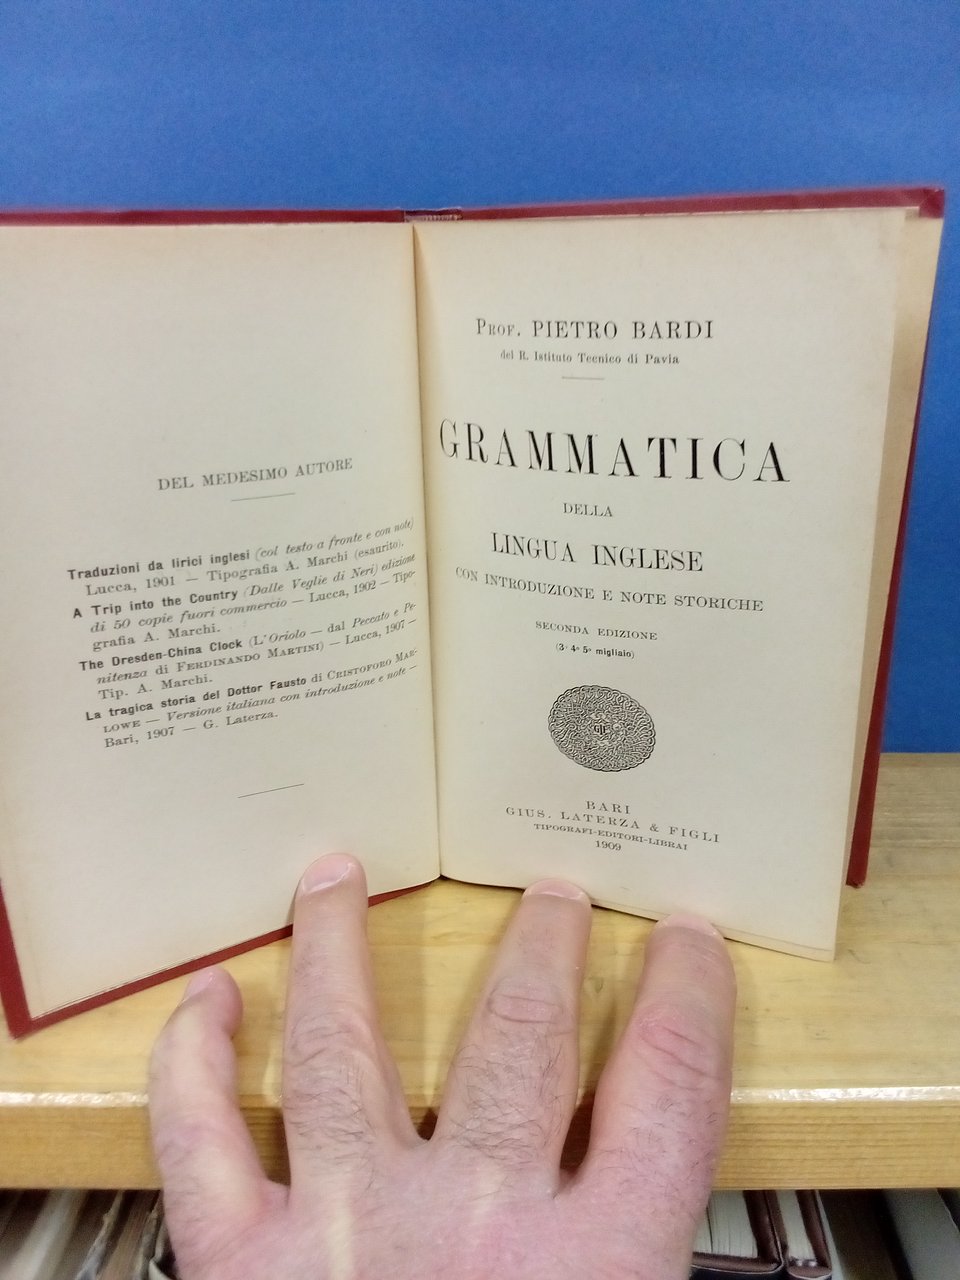 DEL MEDESIMO AUTORE
Traduzioni da lirici inglesi (col testo a fronte e con note)
Lucca, 1901 — Tipografia A. Marchi (esaurito).
A Trip into the Country (Dalle Veglie di Neri) edizione
di 50 copie fuori commercio — Lucca, 1902 — Tipo-
grafia A. Marchi.
The Dresden-China Clock (L'Oriolo — dal Peccato e Pe-
nitenza di FERDINANDO MARTINI) — Lucca, 1907 —
Tip. A. Marchi.
La tragica storia del Dottor Fausto di CRISTOFORO MAR-
LOWE — Versione italiana con introduzione e note —
Bari, 1907 — G. Laterza.
PROF. PIETRO BARDI
del R. Istituto Tecnico di Pavia
GRAMMATICA
DELLA
LINGUA INGLESE
CON INTRODUZIONE E NOTE STORICHE
SECONDA EDIZIONE
(3º 4º 5º migliaio)
BARI
GIUS. LATERZA & FIGLI
TIPOGRAFI-EDITORI-LIBRAI
1909